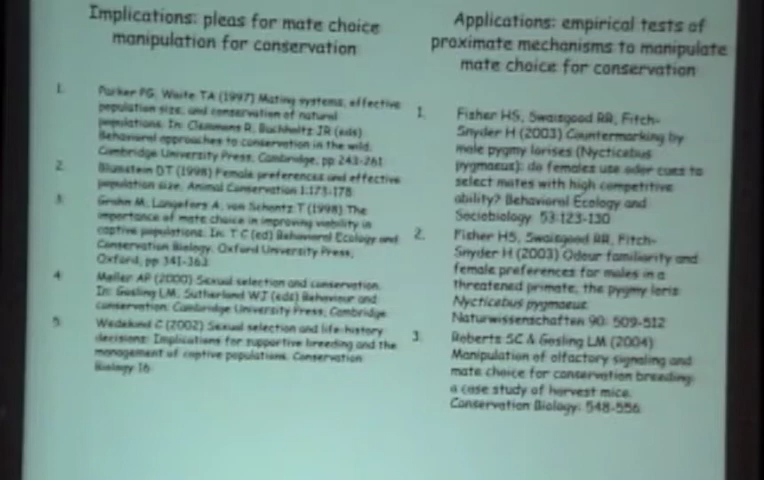 Implications: pleas for mate choice
manipulation for conservation
1. Parker PG, Waite TA (1997) Mating systems, effective
population size, and conservation of natural
populations. In: Clemmons R, Buchholtz JR (eds)
Behavioral approaches to conservation in the wild.
Cambridge University Press, Cambridge, pp 243-261
2. Blumstein DT (1998) Female preferences and effective
population size. Animal Conservation 1:173-178
3. Grahn M, Langefors A, von Schantz T (1998) The
importance of mate choice in improving viability in
captive populations. In: T C (ed) Behavioral Ecology and
Conservation Biology. Oxford University Press,
Oxford, pp 341-363
4. Møller AP (2000) Sexual selection and conservation.
In: Gosling LM, Sutherland WJ (eds) Behaviour and
conservation. Cambridge University Press, Cambridge
5. Wedekind C (2002) Sexual selection and life-history
decisions: Implications for supportive breeding and the
management of captive populations. Conservation
Biology 16
Applications: empirical tests of
proximate mechanisms to manipulate
mate choice for conservation
1. Fisher HS, Swaisgood RR, Fitch-
Snyder H (2003) Countermarking by
male pygmy lorises (Nycticebus
pygmaeus): do females use odor cues to
select mates with high competitive
ability? Behavioral Ecology and
Sociobiology 53:123-130
2. Fisher HS, Swaisgood RR, Fitch-
Snyder H (2003) Odour familiarity and
female preferences for males in a
threatened primate, the pygmy loris
Nycticebus pygmaeus
Naturwissenschaften 90: 509-512
3. Roberts SC & Gosling LM (2004)
Manipulation of olfactory signaling and
mate choice for conservation breeding:
a case study of harvest mice.
Conservation Biology: 548-556